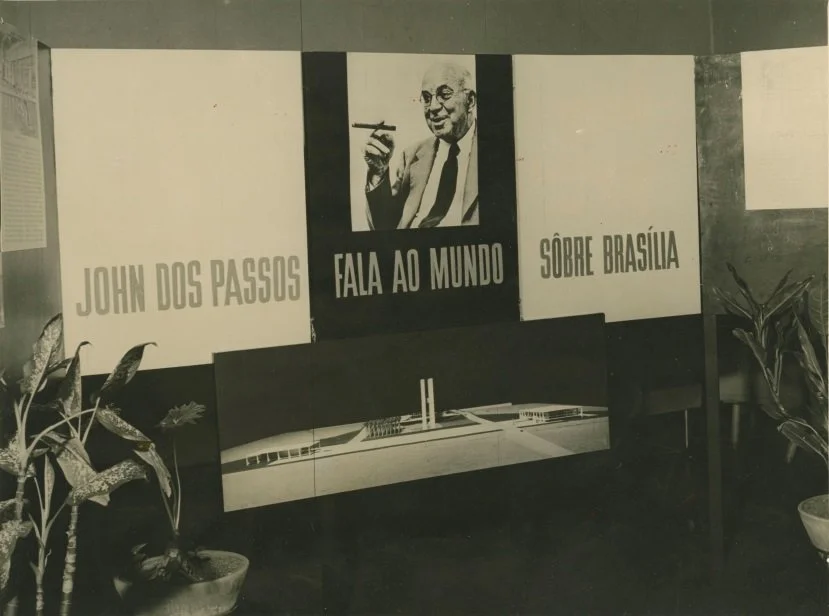 JOHN DOS PASSOS
FALA AO MUNDO
SÔBRE BRASÍLIA